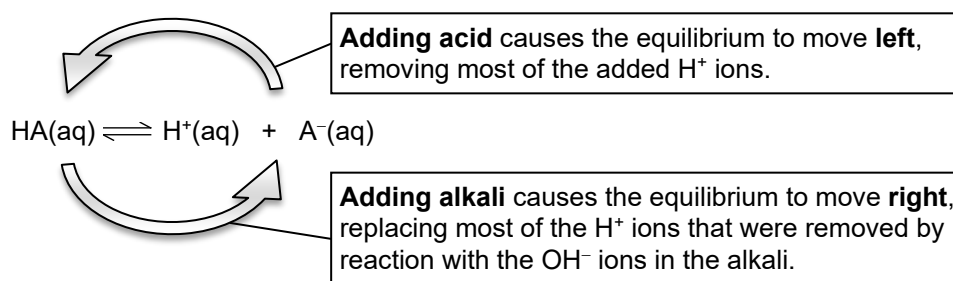 Adding acid causes the equilibrium to move left,
removing most of the added H⁺ ions.
HA(aq) ⇌ H⁺(aq) + A⁻(aq)
Adding alkali causes the equilibrium to move right,
replacing most of the H⁺ ions that were removed by
reaction with the OH⁻ ions in the alkali.